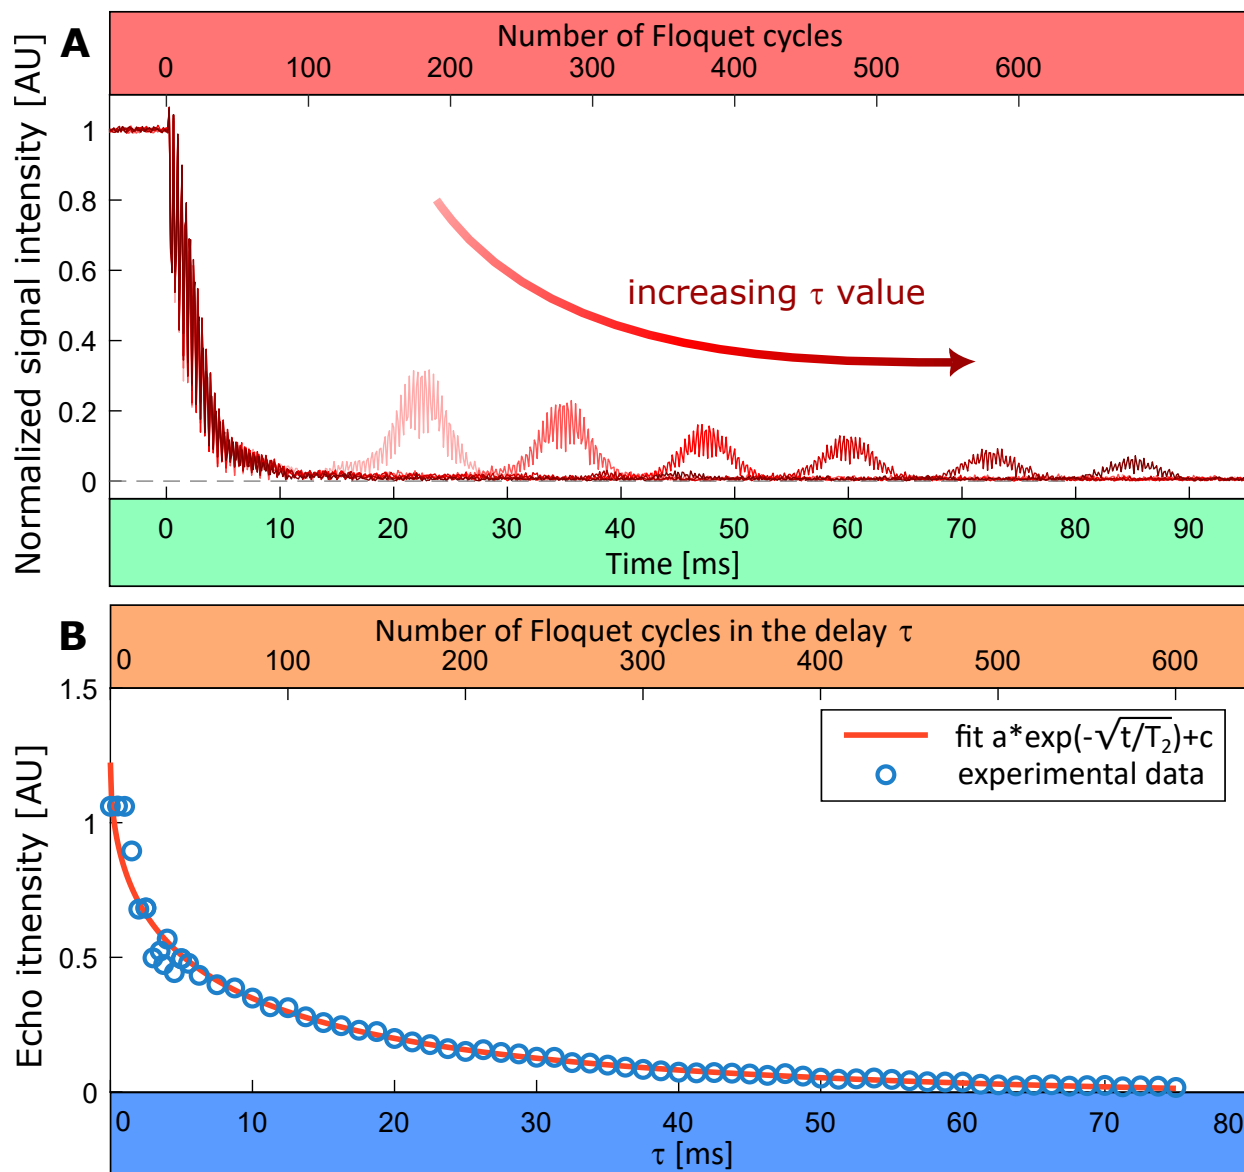 A
Number of Floquet cycles
0 100 200 300 400 500 600
Normalized signal intensity [AU]
1
0.8
0.6
0.4
0.2
0
increasing τ value
0 10 20 30 40 50 60 70 80 90
Time [ms]
B
Number of Floquet cycles in the delay τ
0 100 200 300 400 500 600
Echo itnensity [AU]
1.5
1
0.5
0
fit a*exp(-√t/T₂)+c
experimental data
0 10 20 30 40 50 60 70 80
τ [ms]